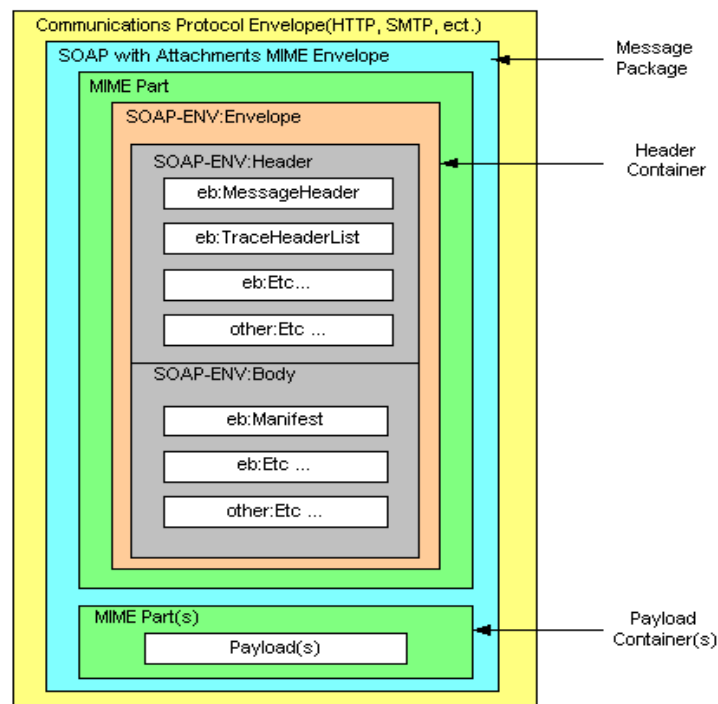 Communications Protocol Envelope(HTTP, SMTP, ect.)
SOAP with Attachments MIME Envelope
Message
Package
MIME Part
SOAP-ENV:Envelope
Header
Container
SOAP-ENV:Header
eb:MessageHeader
eb:TraceHeaderList
eb:Etc...
other:Etc ...
SOAP-ENV:Body
eb:Manifest
eb:Etc ...
other:Etc ...
MIME Part(s)
Payload(s)
Payload
Container(s)